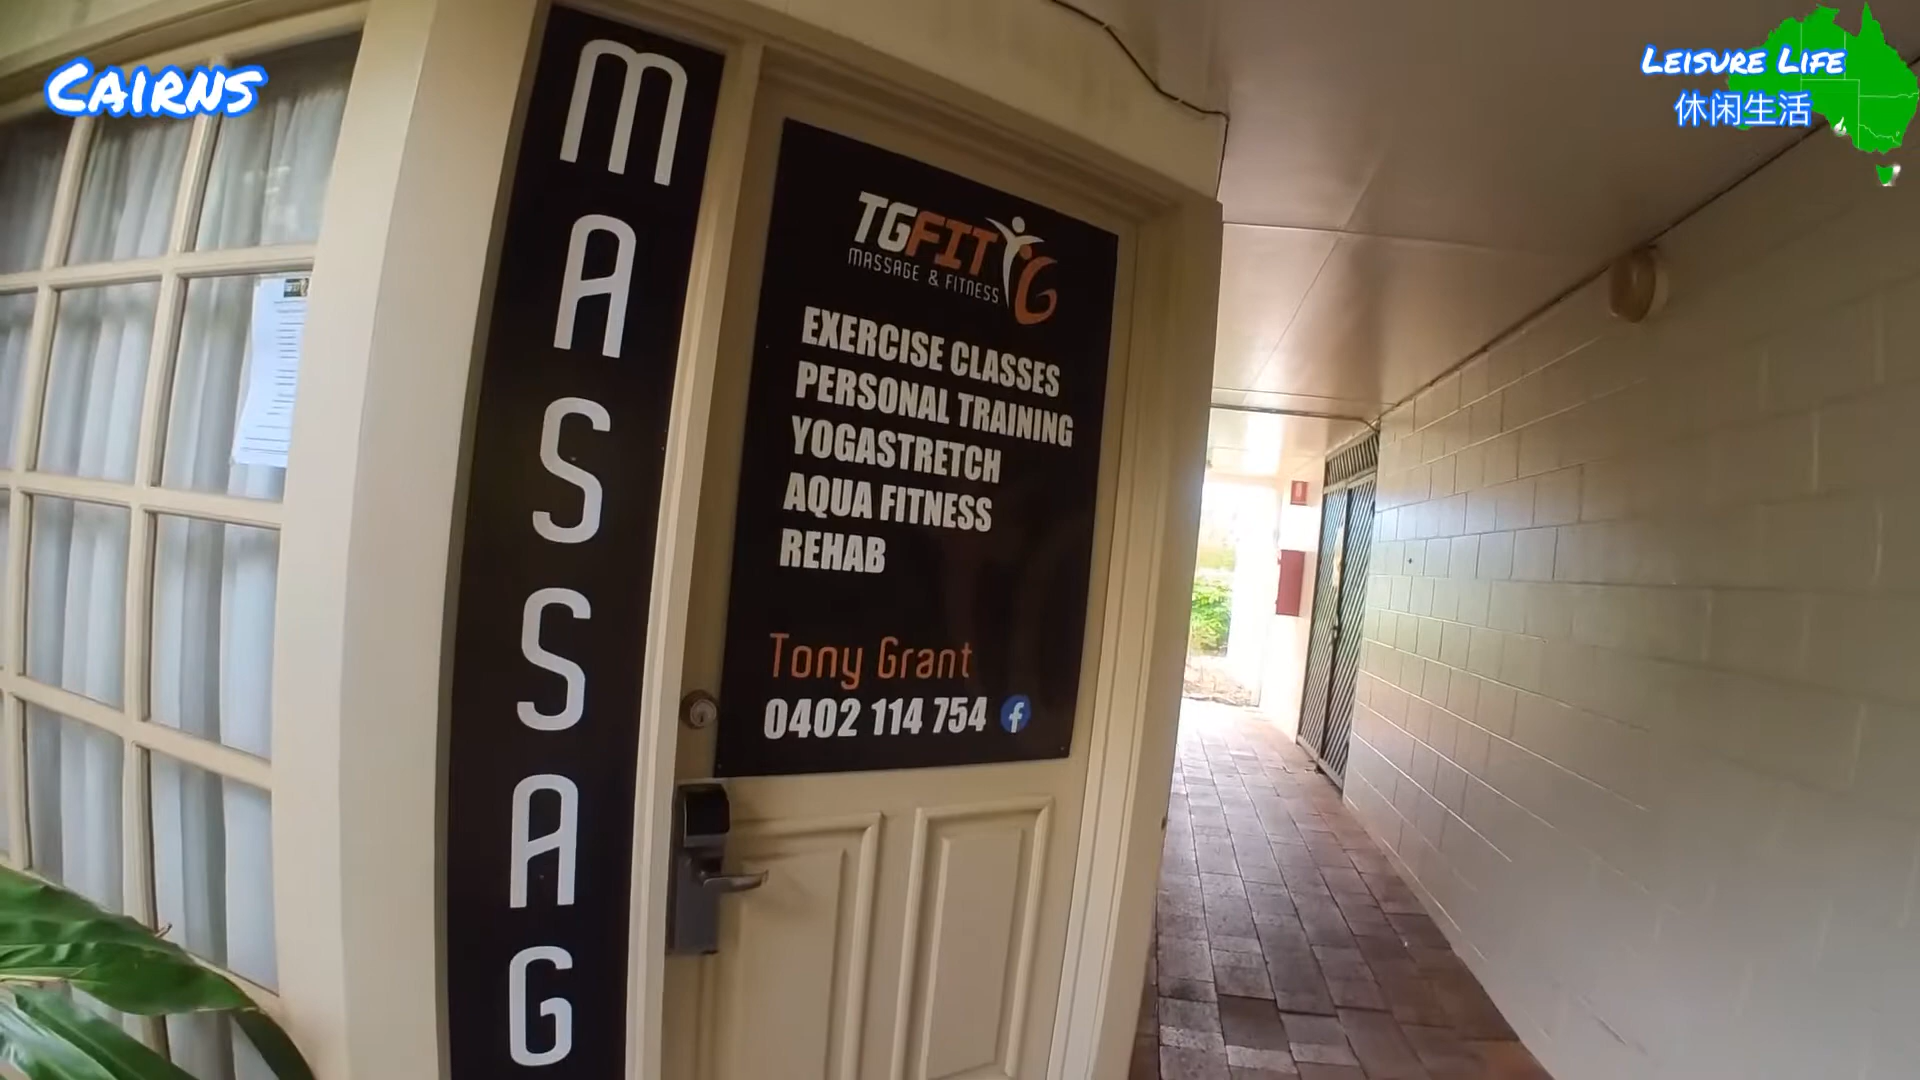 Cairns
Leisure Life
休闲生活
MASSAG
TGFIT
MASSAGE & FITNESS
EXERCISE CLASSES
PERSONAL TRAINING
YOGASTRETCH
AQUA FITNESS
REHAB
Tony Grant
0402 114 754